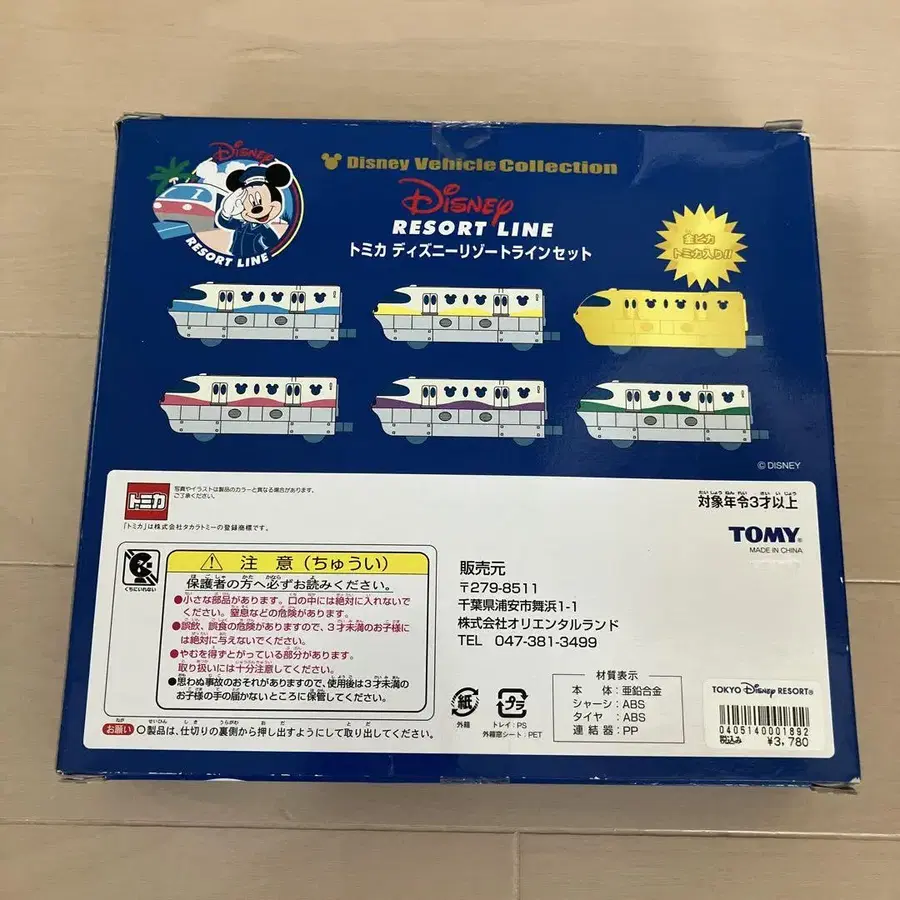 Disney
RESORT LINE
Disney Vehicle Collection
Disney
RESORT LINE
トミカ ディズニーリゾートラインセット
金ピカ
トミカ入り!!
© DISNEY
トミカ
写真やイラストは製品のカラーと異なる場合があります。
ご了承ください。
「トミカ」は株式会社タカラトミーの登録商標です。
対象年令3才以上
TOMY®
MADE IN CHINA
くちにいれない
注 意 (ちゅうい)
保護者の方へ必ずお読みください。
●小さな部品があります。口の中には絶対に入れないで
ください。窒息などの危険があります。
●誤飲、誤食の危険がありますので、3才未満のお子様に
は絶対に与えないでください。
●やむを得ずとがっている部分があります。
取り扱いには十分注意してください。
●思わぬ事故のおそれがありますので、使用後は3才未満の
お子様の手の届かないところに保管してください。
お願い ○製品は、仕切りの裏側から押し出すようにして取り出してください。
販売元
〒279-8511
千葉県浦安市舞浜1-1
株式会社オリエンタルランド
TEL 047-381-3499
紙
外箱
プラ
トレイ：PS
外箱窓シート：PET
材質表示
本 体：亜鉛合金
シャーシ：ABS
タイヤ：ABS
連結器：PP
TOKYO Disney RESORT®
0405140001892
税込み
¥3,780